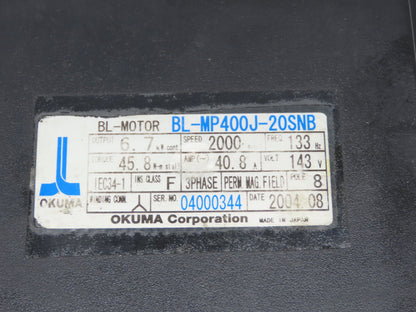 BL-MOTOR BL-MP400J-20SNB
OUTPUT 6.7 kW cont. SPEED 2000 FREQ 133 Hz
TORQUE 45.8 N-m stall AMP(~) 40.8 A VOLT 143 V
IEC34-1 INS.CLASS F 3PHASE PERM MAG.FIELD POLE 8
OKUMA WINDING CONN. SER.NO. 04000344 DATE 2004 08
OKUMA Corporation MADE IN JAPAN